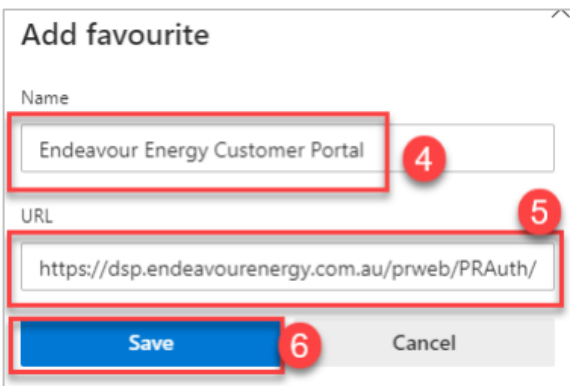 Add favourite
Name
Endeavour Energy Customer Portal
4
URL
5
https://dsp.endeavourenergy.com.au/prweb/PRAuth/
Save
6
Cancel